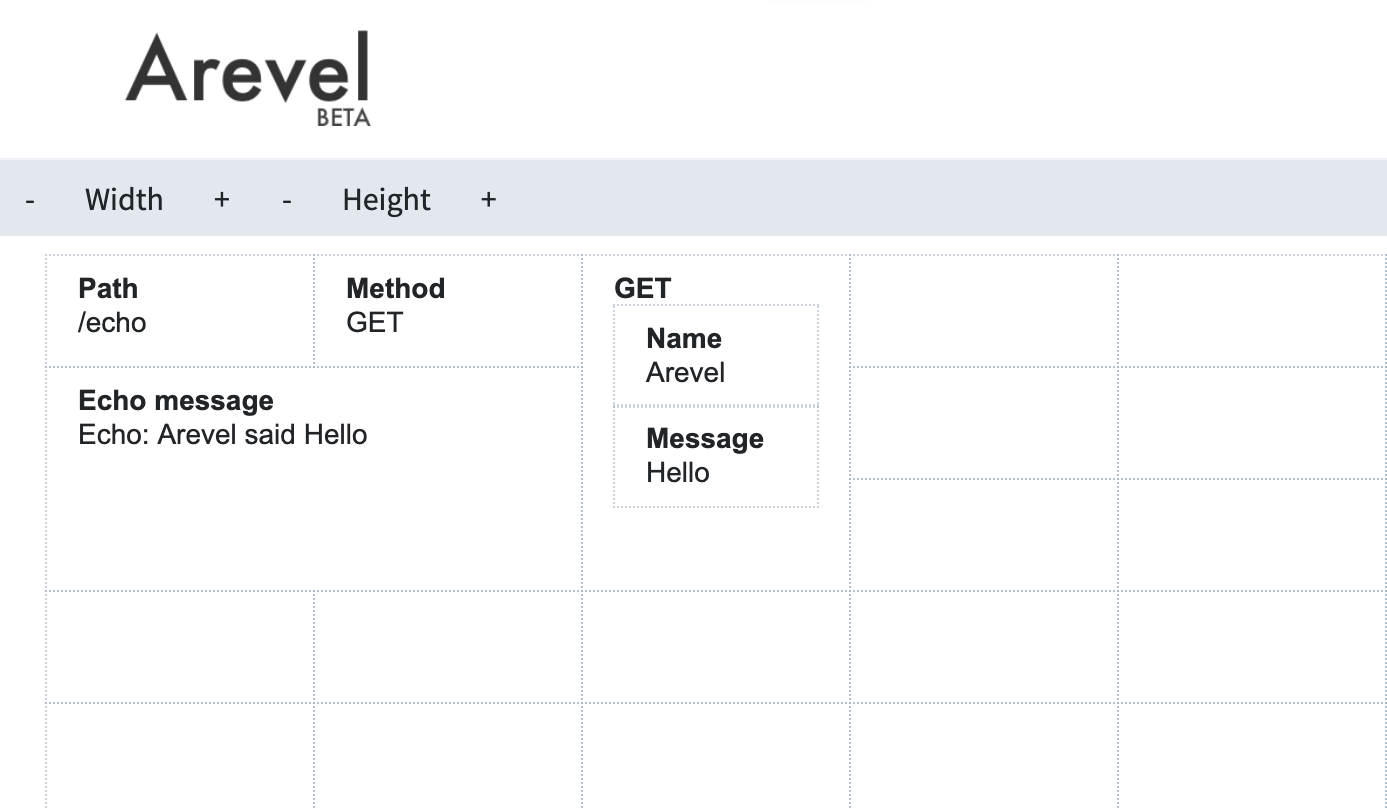 Arevel
BETA
- Width + - Height +
Path
/echo
Method
GET
GET
Name
Arevel
Message
Hello
Echo message
Echo: Arevel said Hello